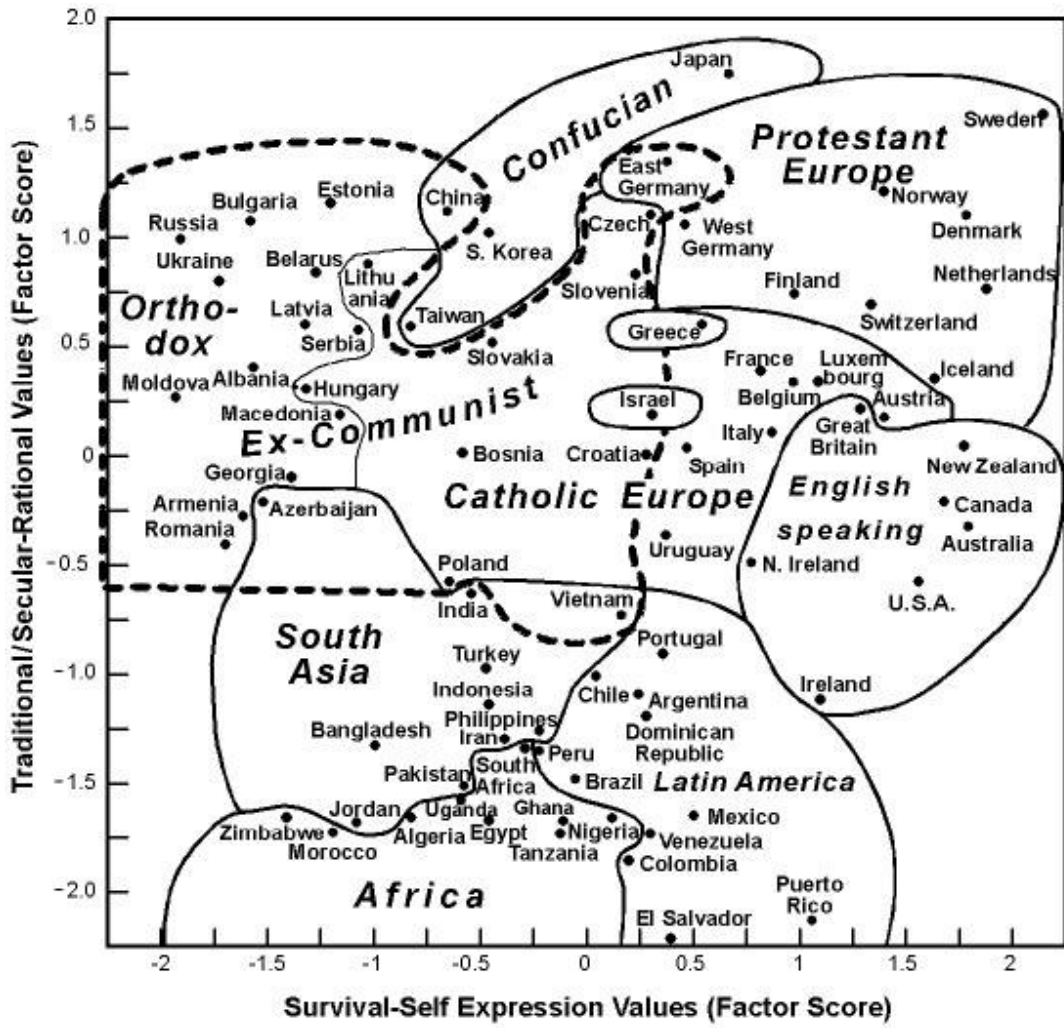 2.0
Japan
Confucian
1.5
Sweden
Protestant
Europe
East
Germany
Estonia
China
Norway
Bulgaria
Russia
Czech
West
Germany
Denmark
1.0
S. Korea
Ukraine
Belarus
Lithu
ania
Slovenia
Finland
Netherlands
Ortho-
dox
Latvia
Serbia
Taiwan
Greece
Switzerland
0.5
Slovakia
Moldova
Albania
Hungary
France
Luxem
bourg
Iceland
Belgium
Austria
Macedonia
Ex-Communist
Israel
Great
Britain
Italy
0
Bosnia
Croatia
Spain
New Zealand
Georgia
Catholic Europe
English
speaking
Armenia
Azerbaijan
Canada
Romania
Australia
Uruguay
-0.5
Poland
N. Ireland
India
Vietnam
U.S.A.
South
Asia
Turkey
Portugal
-1.0
Indonesia
Chile
Argentina
Ireland
Bangladesh
Philippines
Iran
Dominican
Republic
Peru
Pakistan
South
Africa
Brazil
Latin America
-1.5
Jordan
Uganda
Ghana
Mexico
Zimbabwe
Morocco
Algeria
Egypt
Tanzania
Nigeria
Venezuela
Colombia
Africa
Puerto
Rico
-2.0
El Salvador
-2
-1.5
-1
-0.5
0
0.5
1
1.5
2
Survival-Self Expression Values (Factor Score)
Traditional/Secular-Rational Values (Factor Score)